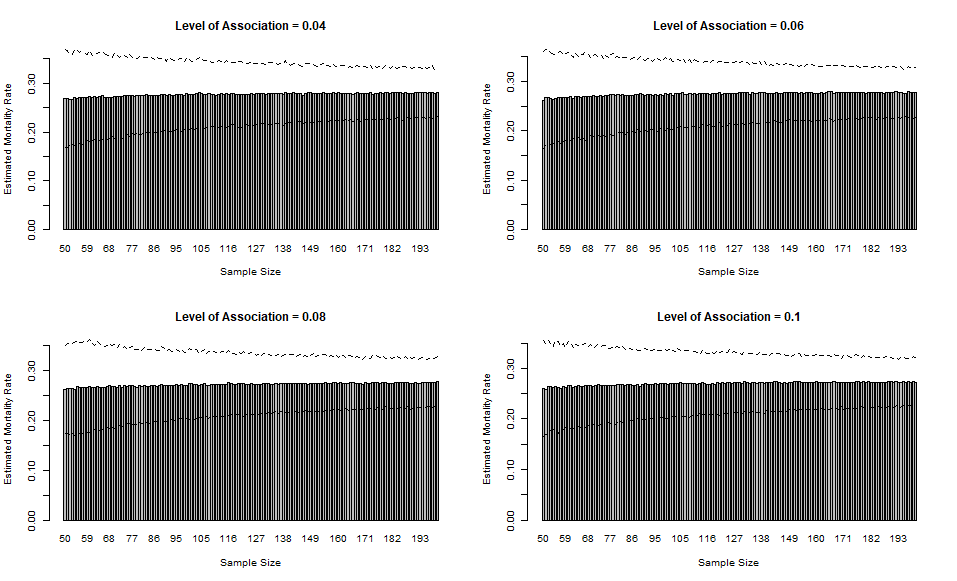 Level of Association = 0.04
Estimated Mortality Rate
0.00 0.10 0.20 0.30
50 59 68 77 86 95 105 116 127 138 149 160 171 182 193
Sample Size
Level of Association = 0.06
Estimated Mortality Rate
0.00 0.10 0.20 0.30
50 59 68 77 86 95 105 116 127 138 149 160 171 182 193
Sample Size
Level of Association = 0.08
Estimated Mortality Rate
0.00 0.10 0.20 0.30
50 59 68 77 86 95 105 116 127 138 149 160 171 182 193
Sample Size
Level of Association = 0.1
Estimated Mortality Rate
0.00 0.10 0.20 0.30
50 59 68 77 86 95 105 116 127 138 149 160 171 182 193
Sample Size